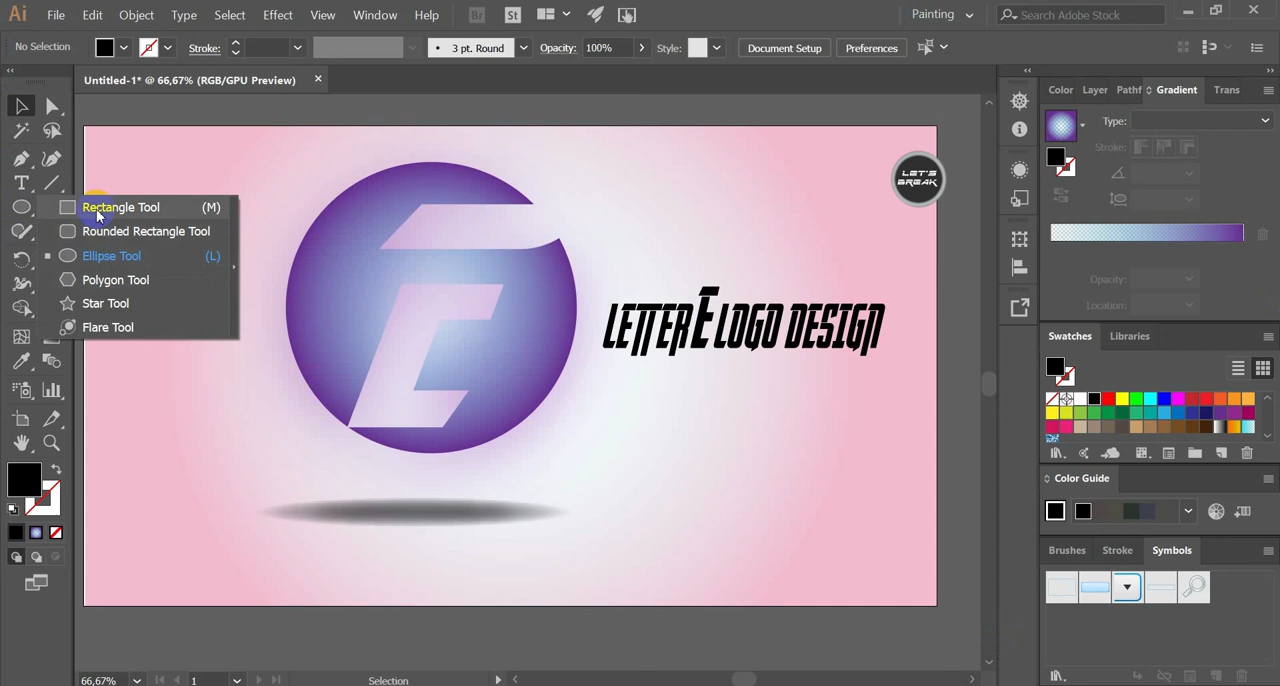 Ai File Edit Object Type Select Effect View Window Help Br St Painting Search Adobe Stock
No Selection Stroke: 3 pt. Round Opacity: 100% Style: Document Setup Preferences
Untitled-1* @ 66,67% (RGB/GPU Preview)
Color Layer Pathf Gradient Trans
Type:
Stroke:
LET'S
BREAK
Rectangle Tool (M)
Rounded Rectangle Tool
Ellipse Tool (L)
Polygon Tool
Star Tool
Flare Tool
E
LETTER E LOGO DESIGN
Opacity:
Location:
Swatches Libraries
Color Guide
Brushes Stroke Symbols
66,67% 1 Selection